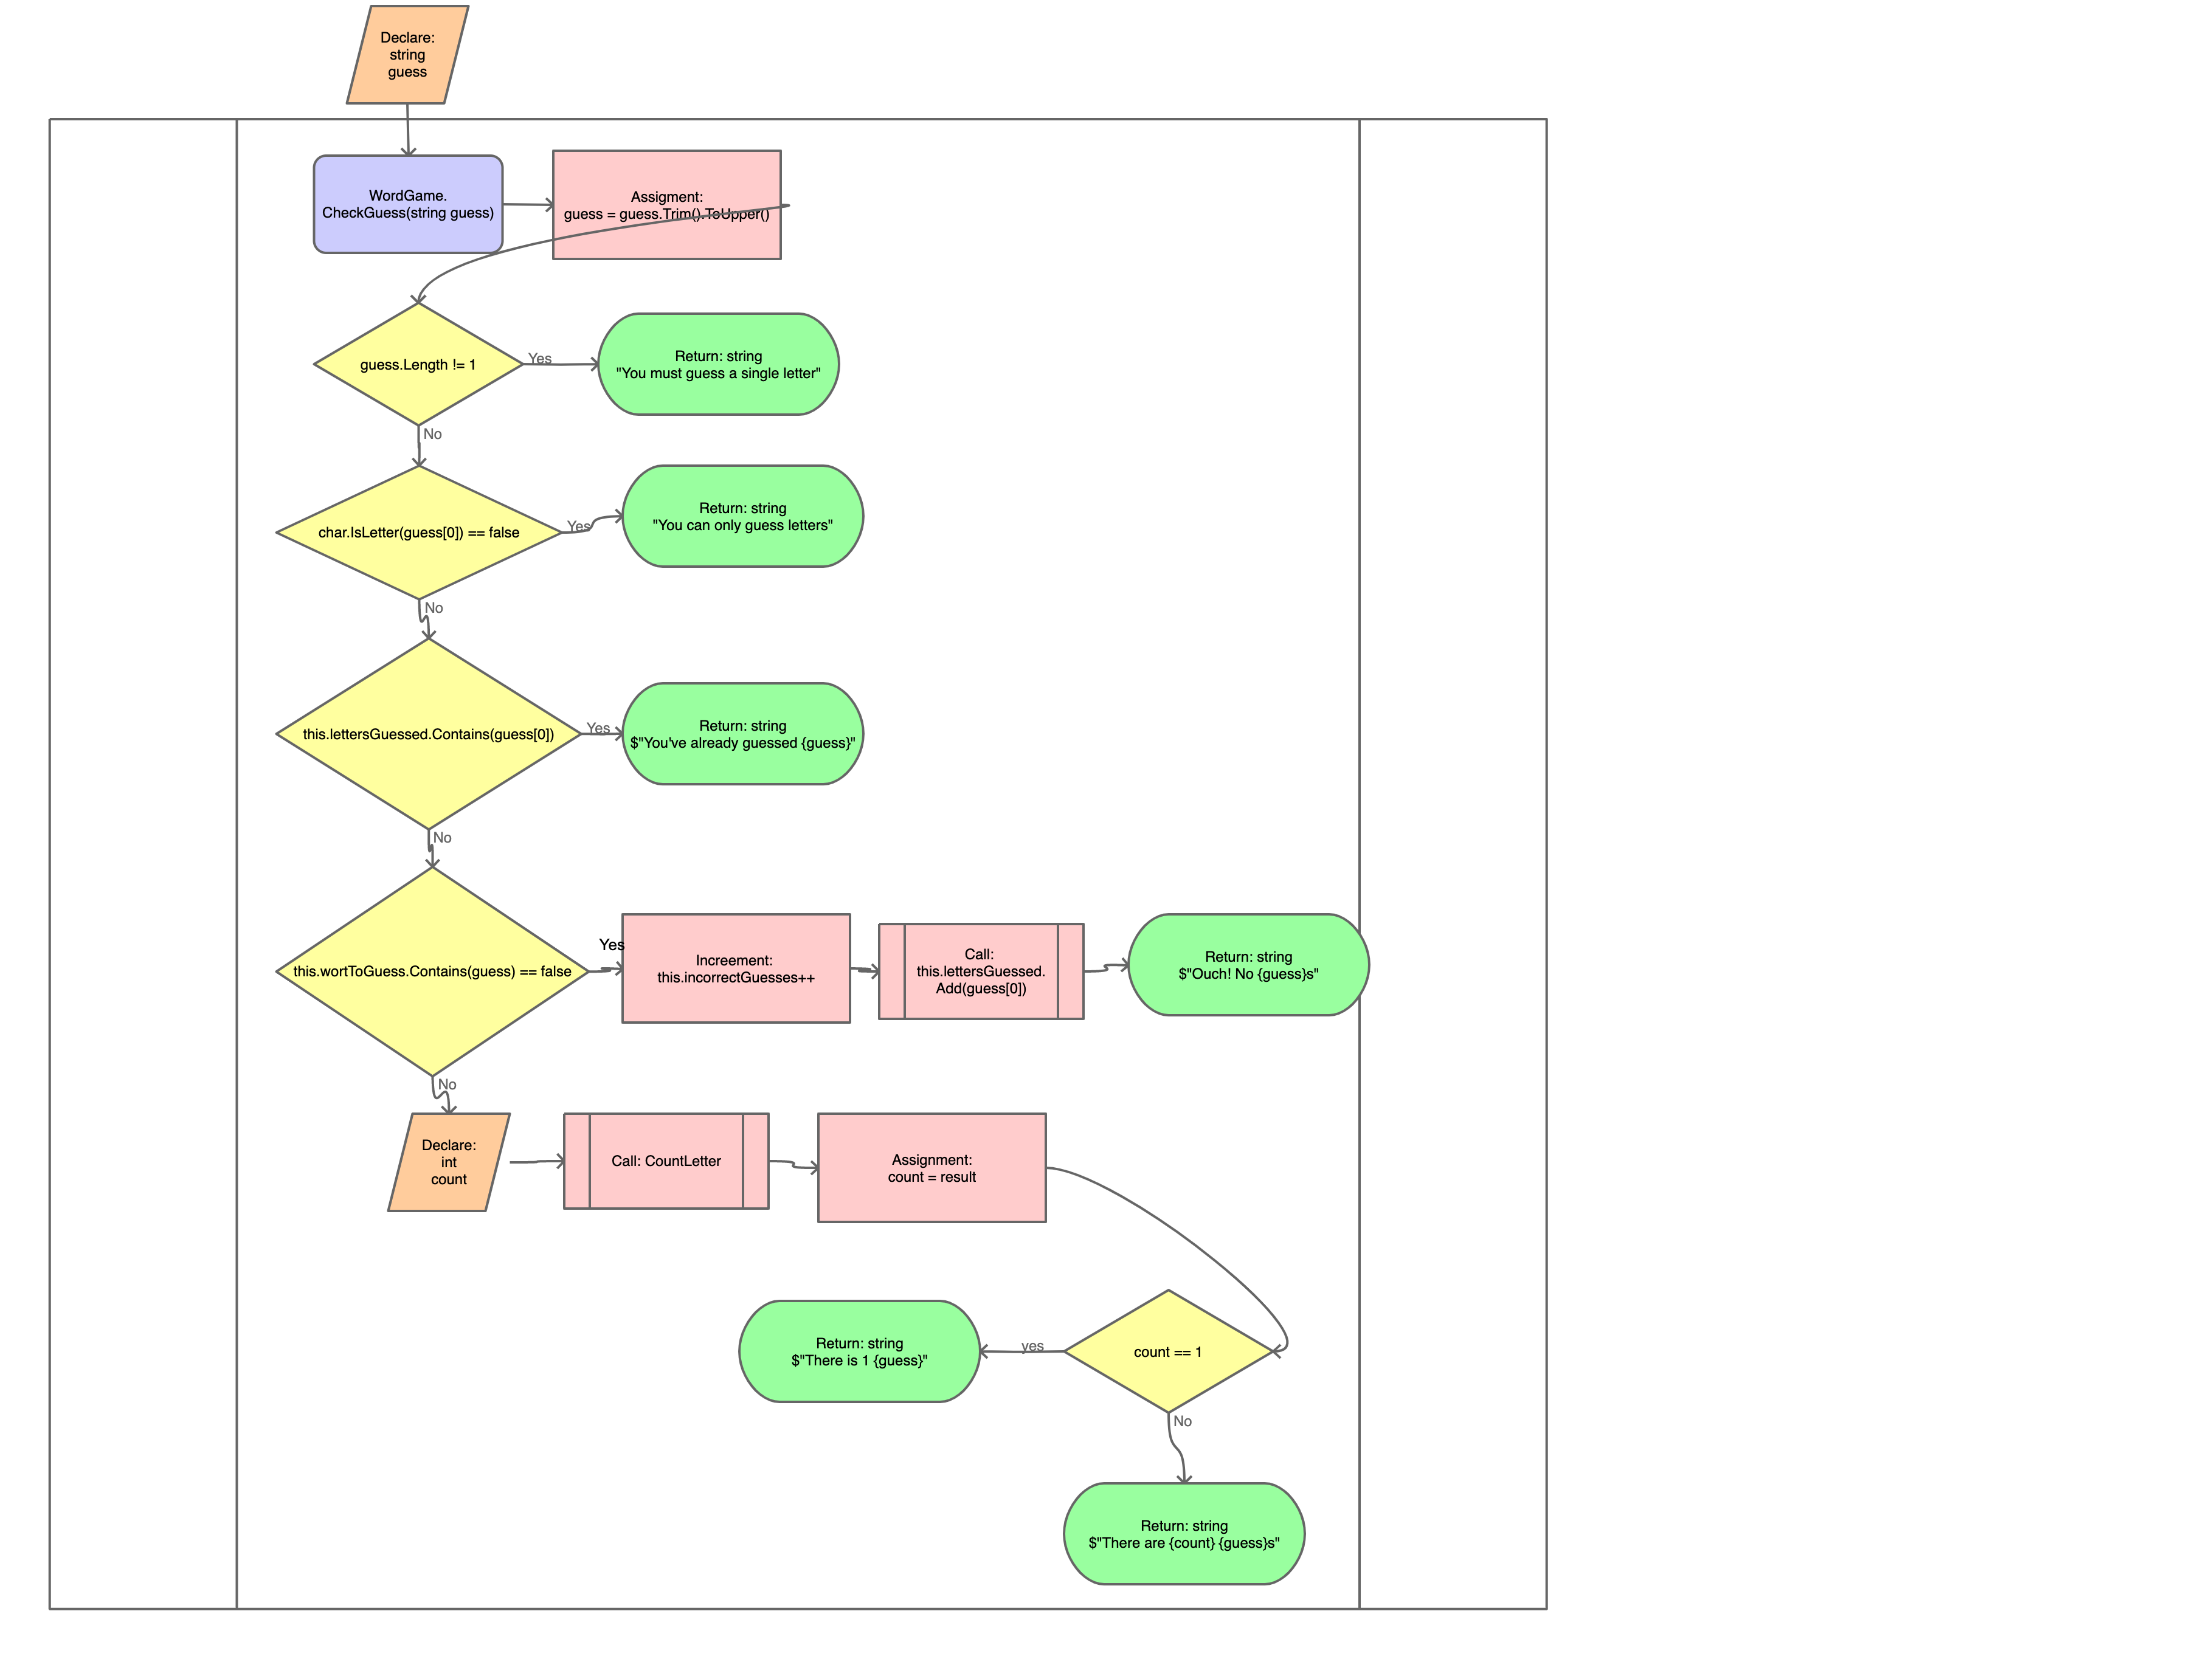 Declare:
string
guess
WordGame.
CheckGuess(string guess)
Assigment:
guess = guess.Trim().ToUpper()
guess.Length != 1
Yes
Return: string
"You must guess a single letter"
No
char.IsLetter(guess[0]) == false
Yes
Return: string
"You can only guess letters"
No
this.lettersGuessed.Contains(guess[0])
Yes
Return: string
$"You've already guessed {guess}"
No
this.wortToGuess.Contains(guess) == false
Yes
Increement:
this.incorrectGuesses++
Call:
this.lettersGuessed.
Add(guess[0])
Return: string
$"Ouch! No {guess}s"
No
Declare:
int
count
Call: CountLetter
Assignment:
count = result
count == 1
yes
Return: string
$"There is 1 {guess}"
No
Return: string
$"There are {count} {guess}s"